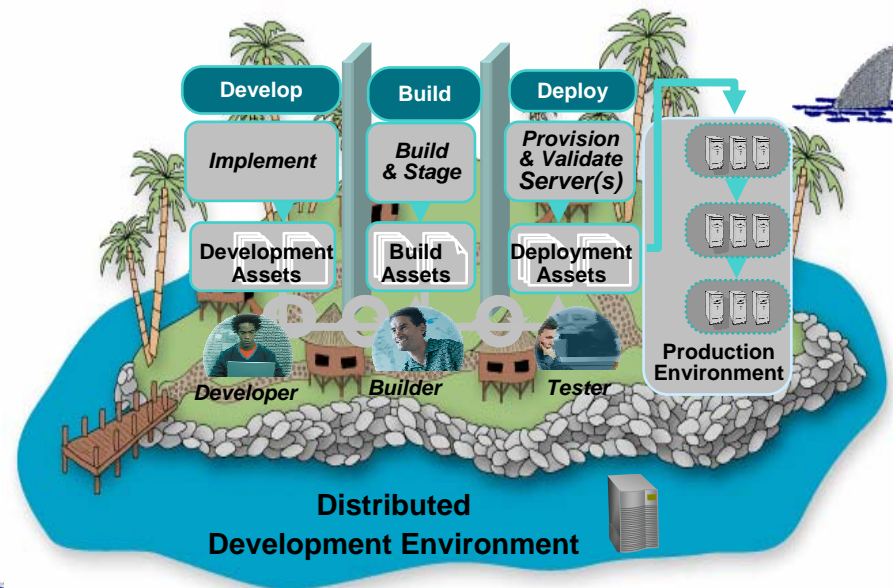 Develop
Build
Deploy
Implement
Build
& Stage
Provision
& Validate
Server(s)
Development
Assets
Build
Assets
Deployment
Assets
Production
Environment
Developer
Builder
Tester
Distributed
Development Environment